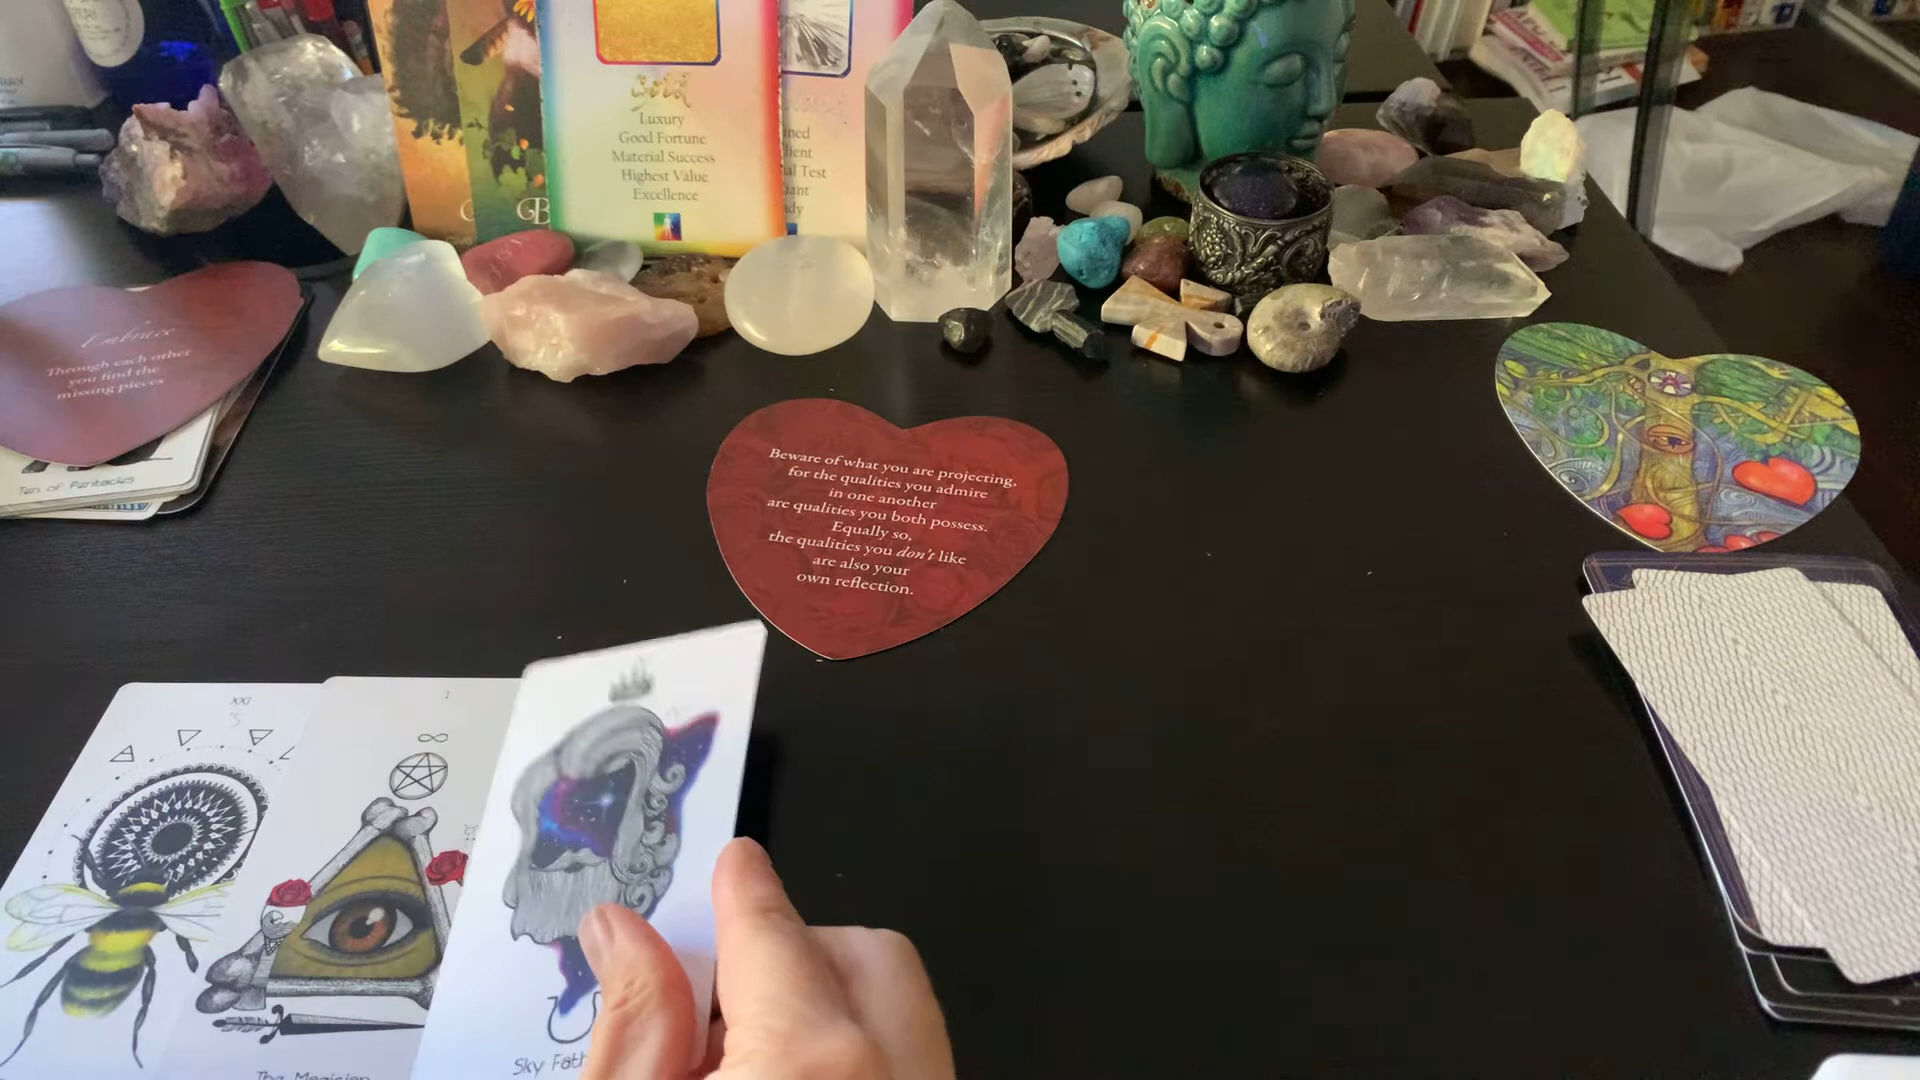 gold
Luxury
Good Fortune
Material Success
Highest Value
Excellence
Embrace
Through each other
you find the
missing pieces
Ten of Pentacles
Beware of what you are projecting,
for the qualities you admire
in one another
are qualities you both possess.
Equally so,
the qualities you don't like
are also your
own reflection.
XXI
I
The Magician
Sky Fath